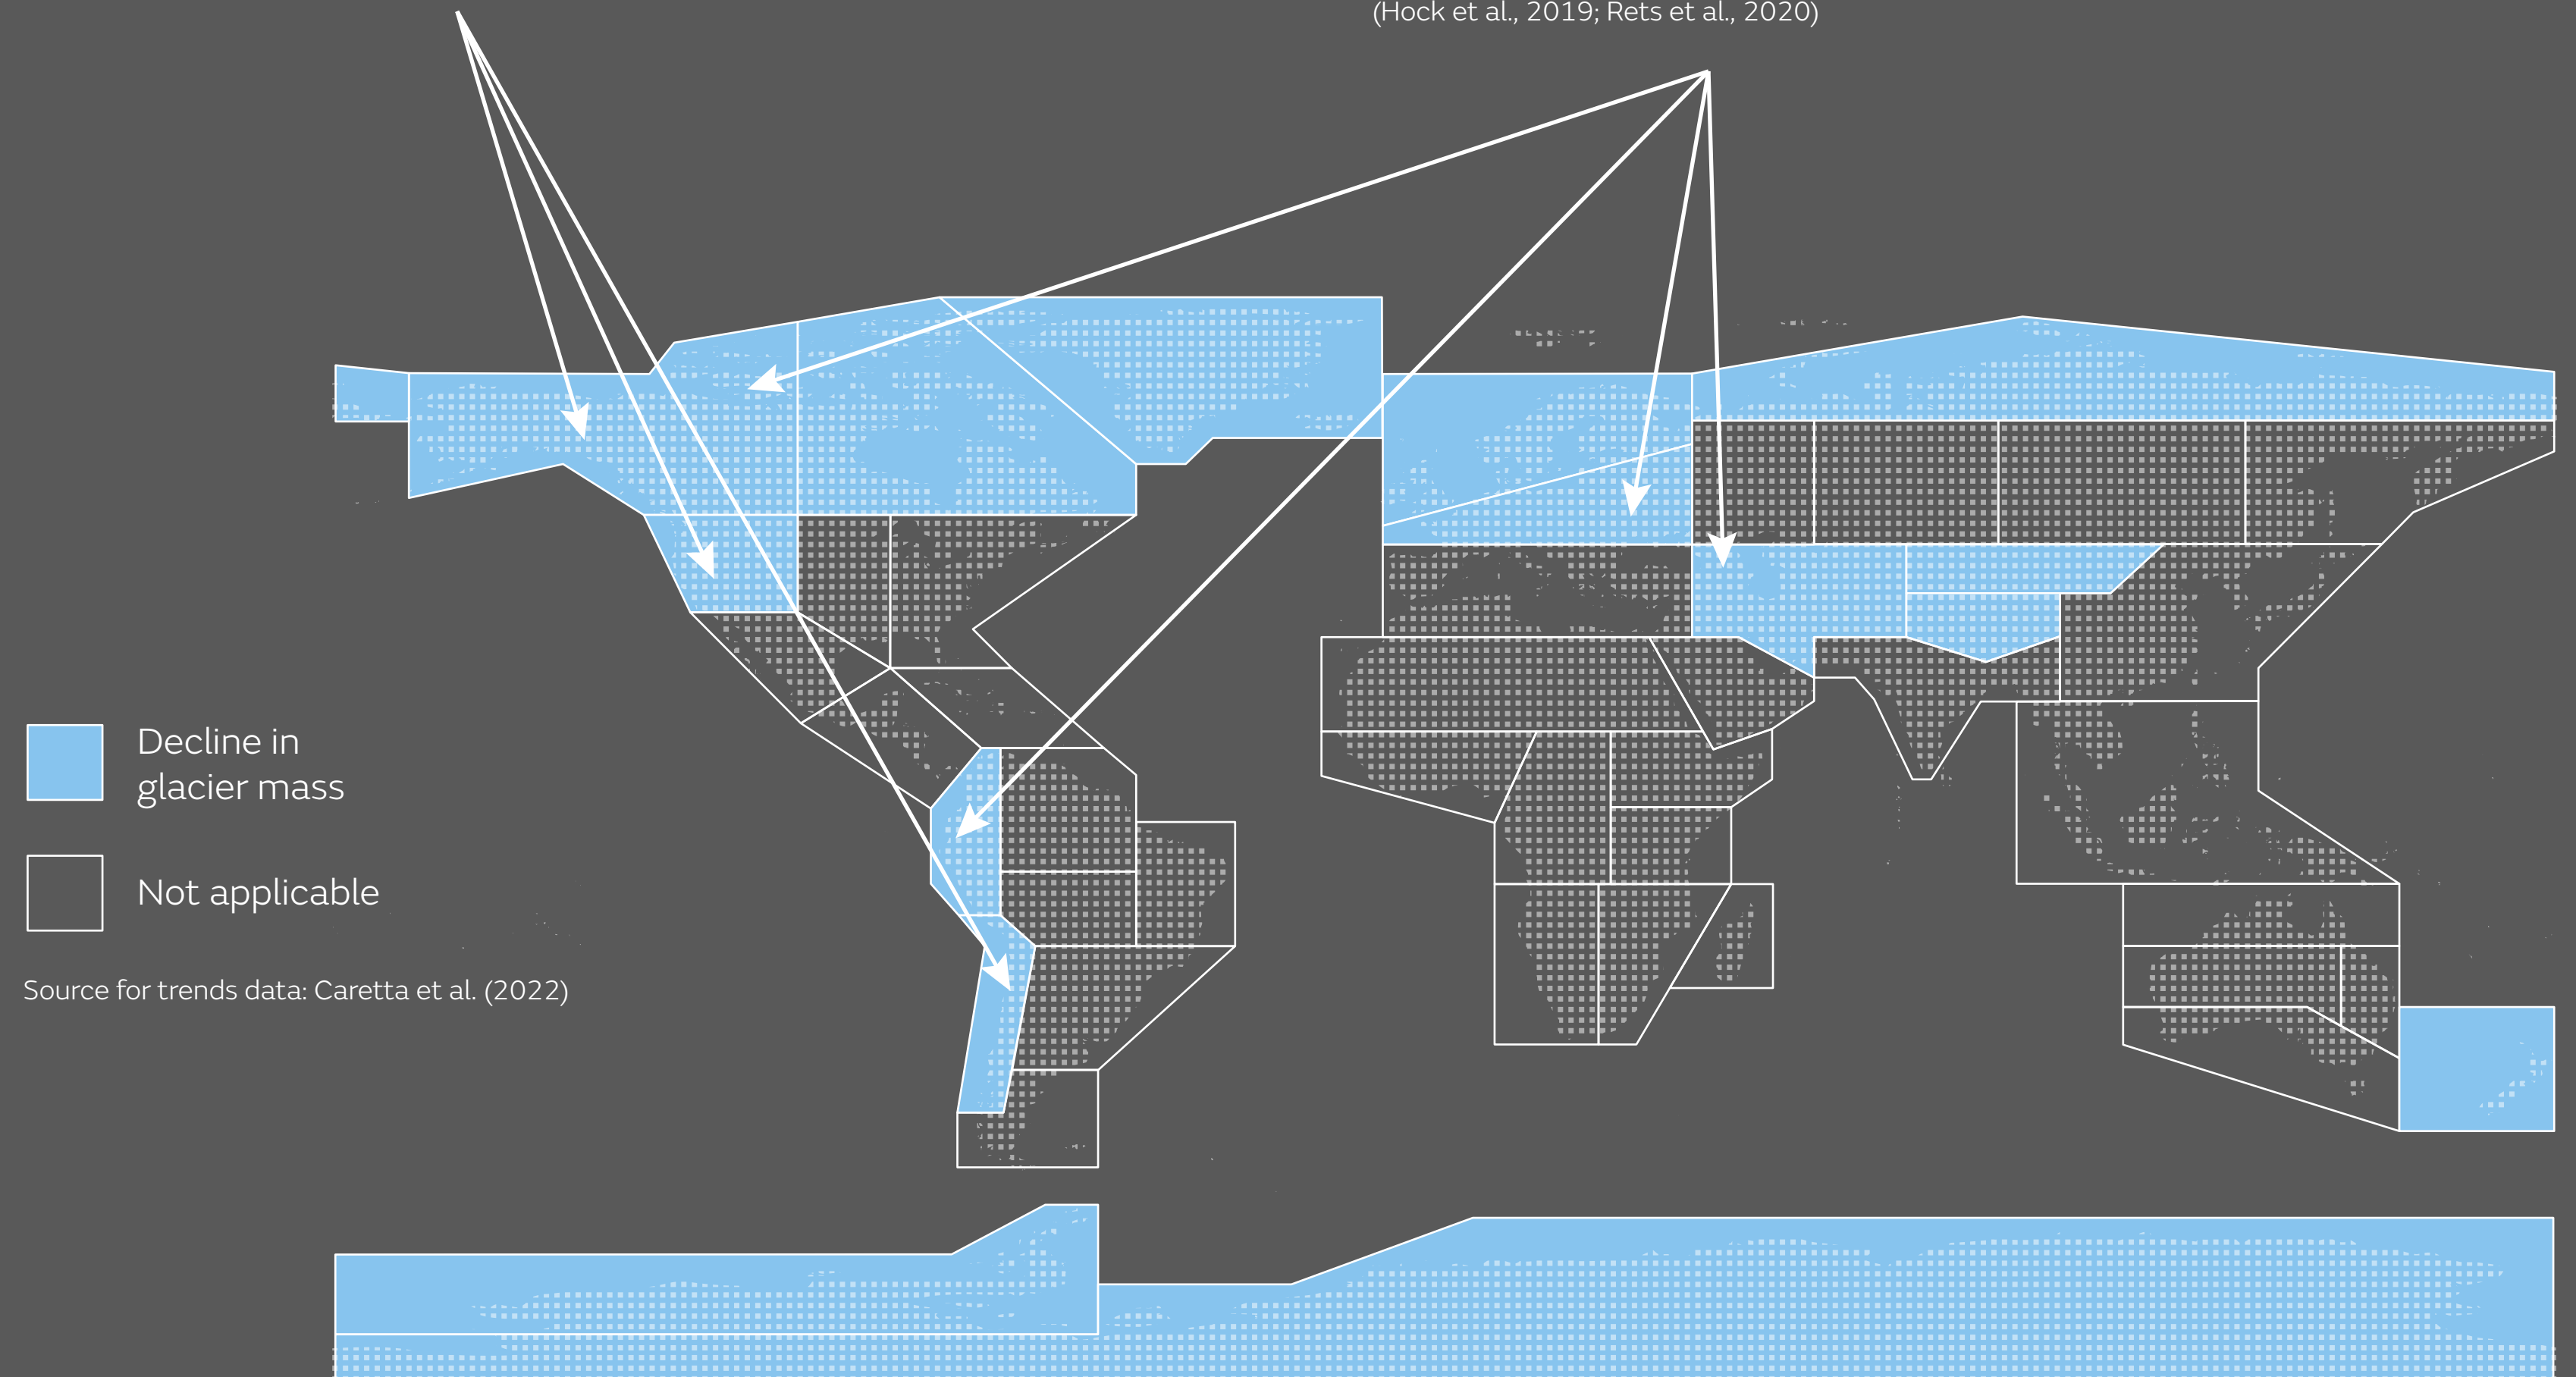 (Hock et al., 2019; Rets et al., 2020)
Decline in
glacier mass
Not applicable
Source for trends data: Caretta et al. (2022)